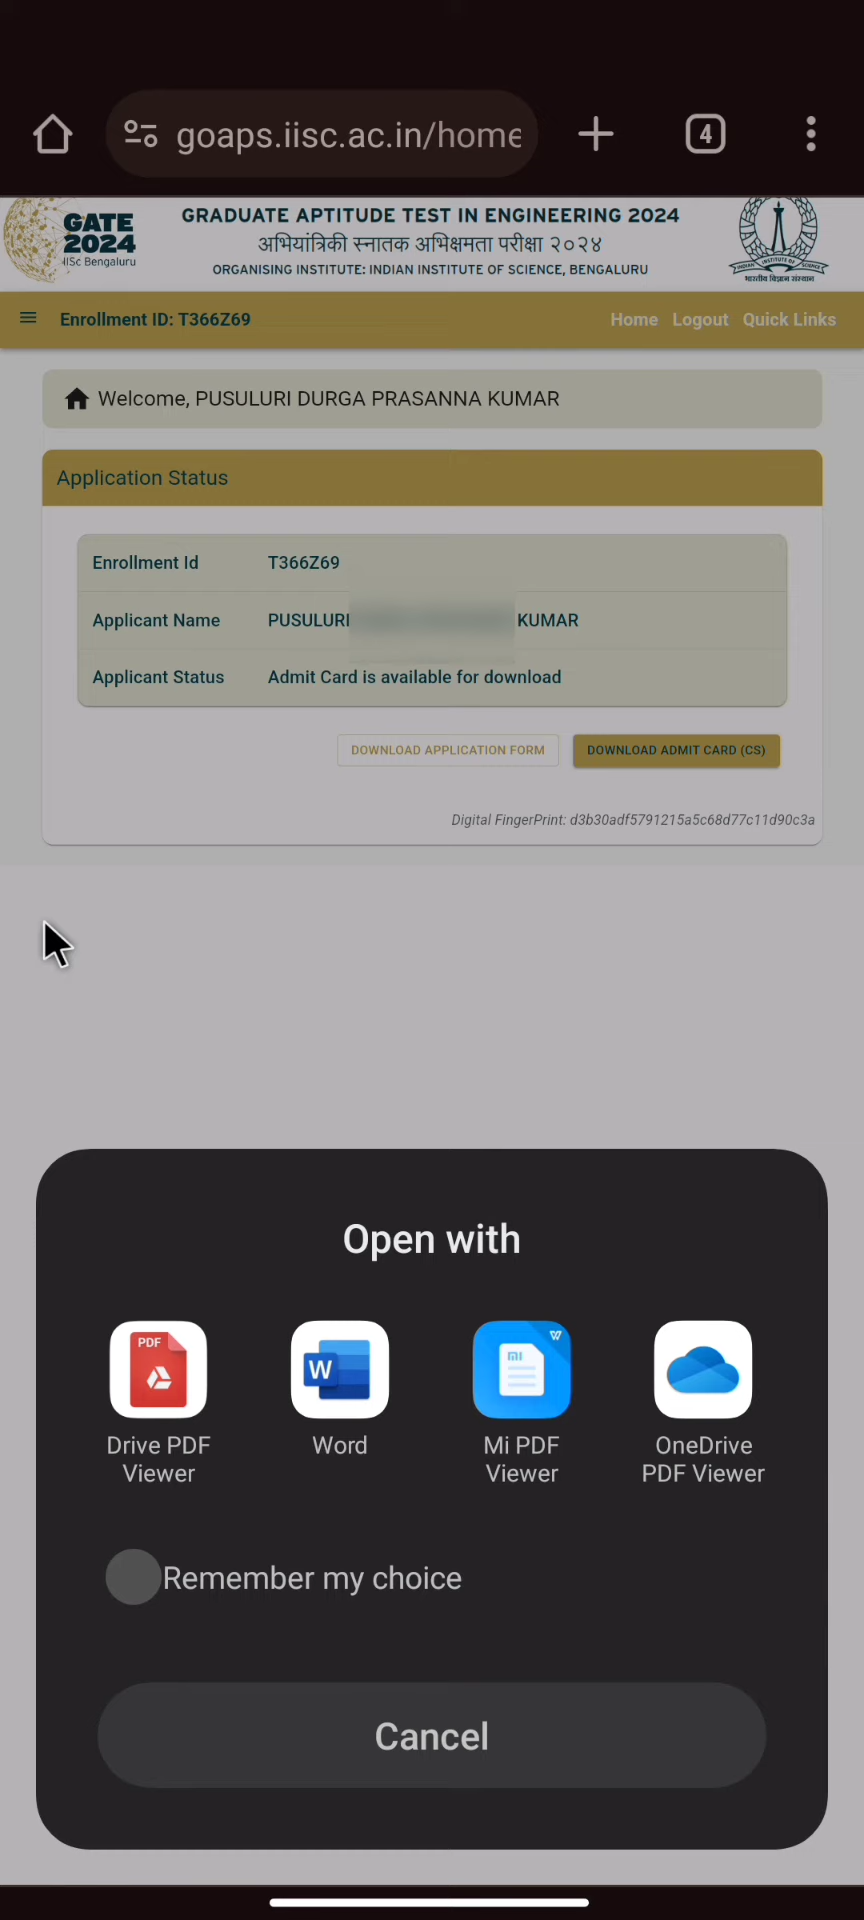 goaps.iisc.ac.in/home
4
GATE
2024
IISc Bengaluru
GRADUATE APTITUDE TEST IN ENGINEERING 2024
अभियांत्रिकी स्नातक अभिक्षमता परीक्षा २०२४
ORGANISING INSTITUTE: INDIAN INSTITUTE OF SCIENCE, BENGALURU
भारतीय विज्ञान संस्थान
Enrollment ID: T366Z69
Home Logout Quick Links
Welcome, PUSULURI DURGA PRASANNA KUMAR
Application Status
Enrollment Id T366Z69
Applicant Name PUSULURI KUMAR
Applicant Status Admit Card is available for download
DOWNLOAD APPLICATION FORM DOWNLOAD ADMIT CARD (CS)
Digital FingerPrint: d3b30adf5791215a5c68d77c11d90c3a
Open with
PDF
W
W
mi
Drive PDF
Viewer
Word
Mi PDF
Viewer
OneDrive
PDF Viewer
Remember my choice
Cancel